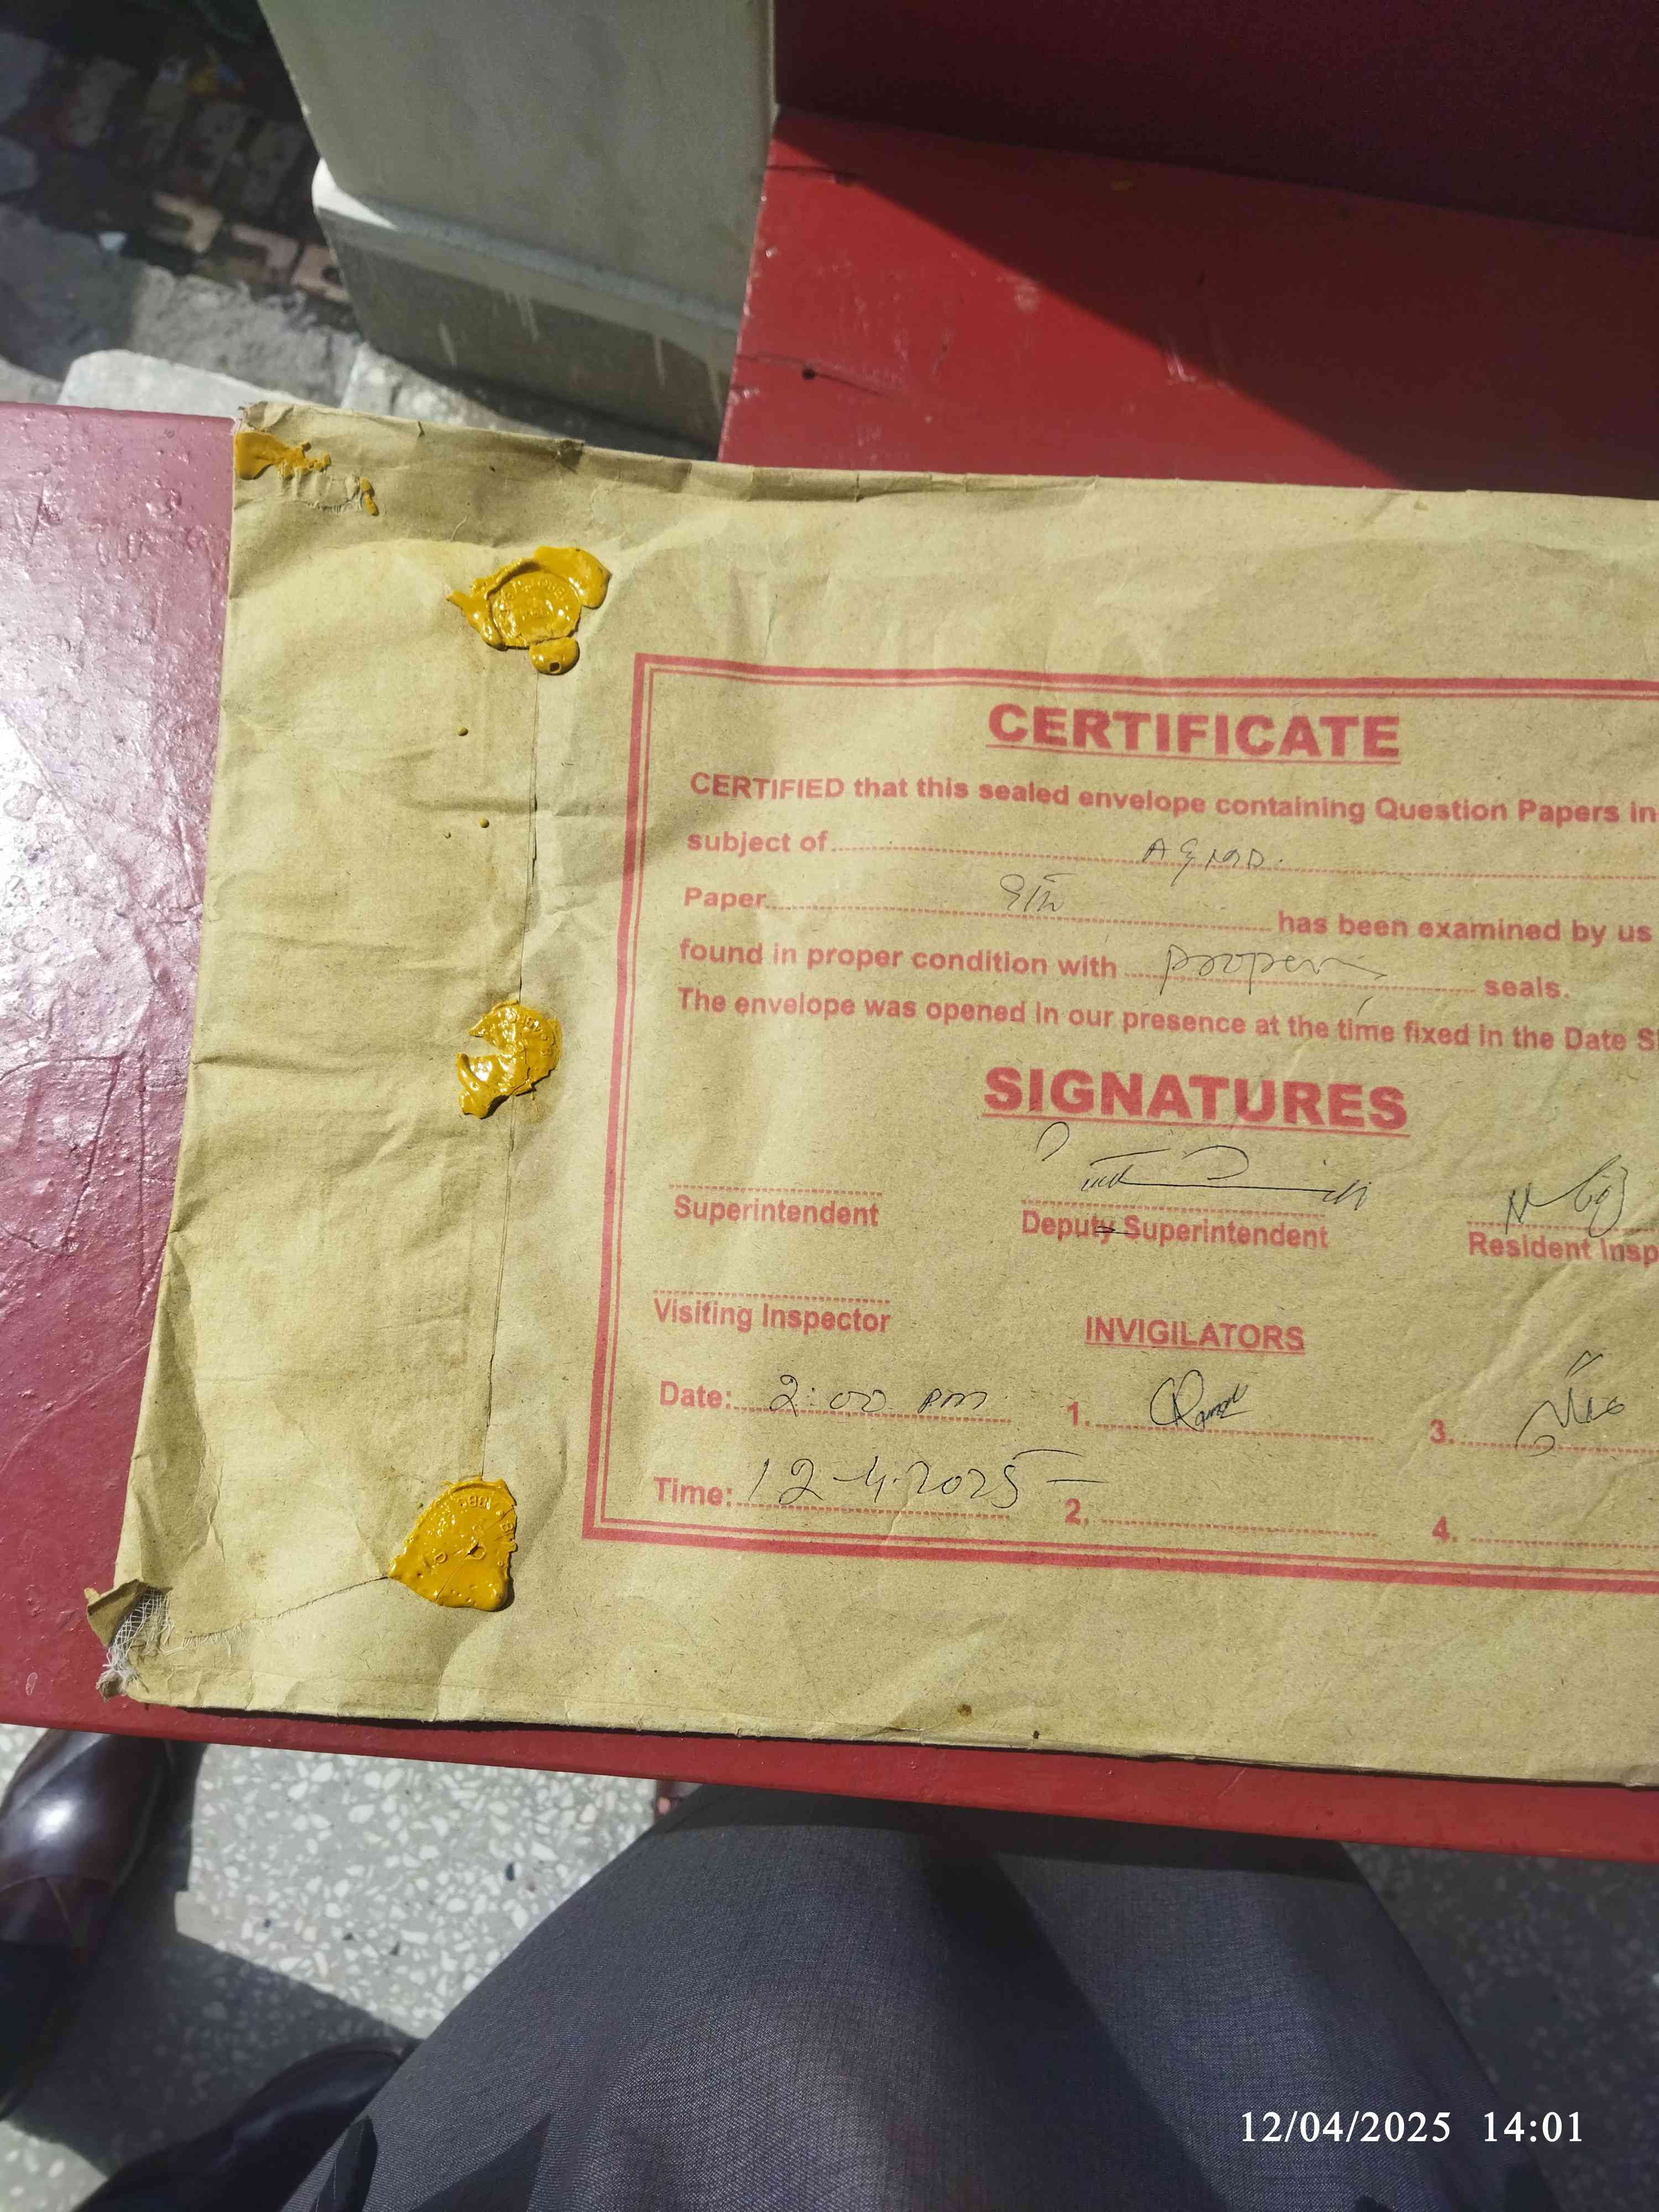 CERTIFICATE
CERTIFIED that this sealed envelope containing Question Papers in
subject of
Paper 9th has been examined by us
found in proper condition with proper seals.
The envelope was opened in our presence at the time fixed in the Date
SIGNATURES
Superintendent Deputy Superintendent Resident Insp
Visiting Inspector INVIGILATORS
Date: 2:00 pm 1. 3.
Time: 12-4-2025 2. 4.
12/04/2025 14:01